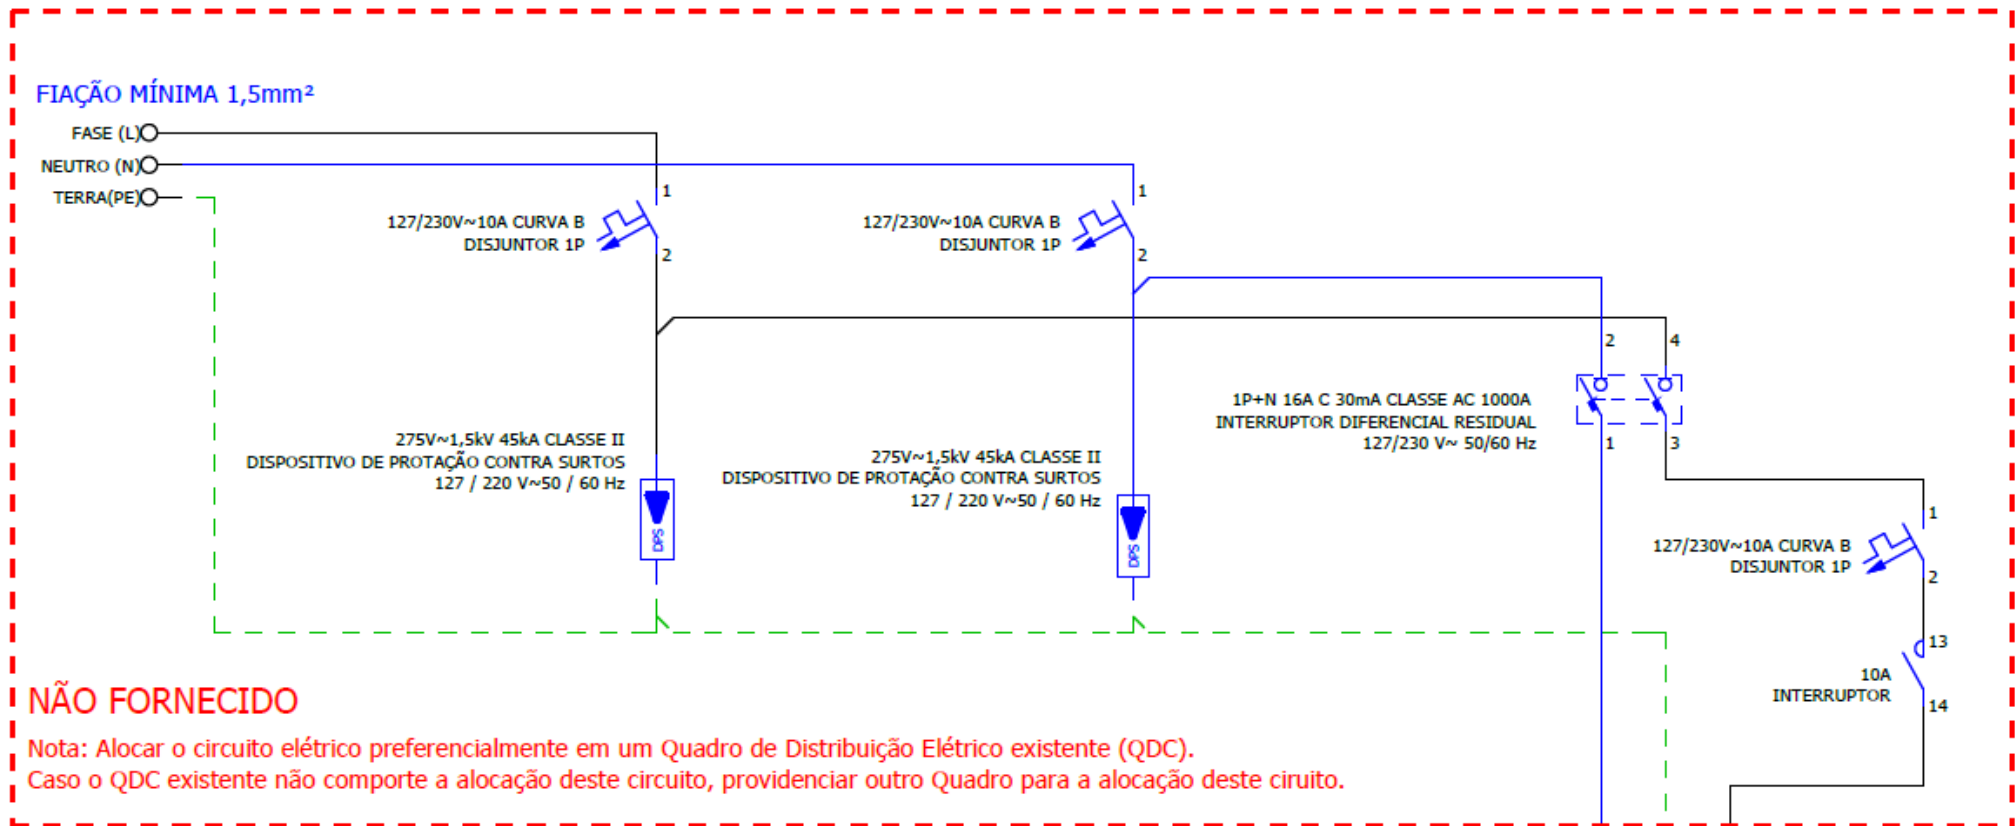 FIAÇÃO MÍNIMA 1,5mm²
FASE (L)
NEUTRO (N)
TERRA(PE)
1
127/230V~10A CURVA B
DISJUNTOR 1P
2
1
127/230V~10A CURVA B
DISJUNTOR 1P
2
2
4
1P+N 16A C 30mA CLASSE AC 1000A
INTERRUPTOR DIFERENCIAL RESIDUAL
127/230 V~ 50/60 Hz
1
3
275V~1,5kV 45kA CLASSE II
DISPOSITIVO DE PROTAÇÃO CONTRA SURTOS
127 / 220 V~50 / 60 Hz
DPS
275V~1,5kV 45kA CLASSE II
DISPOSITIVO DE PROTAÇÃO CONTRA SURTOS
127 / 220 V~50 / 60 Hz
DPS
1
127/230V~10A CURVA B
DISJUNTOR 1P
2
13
10A
INTERRUPTOR
14
NÃO FORNECIDO
Nota: Alocar o circuito elétrico preferencialmente em um Quadro de Distribuição Elétrico existente (QDC).
Caso o QDC existente não comporte a alocação deste circuito, providenciar outro Quadro para a alocação deste ciruito.